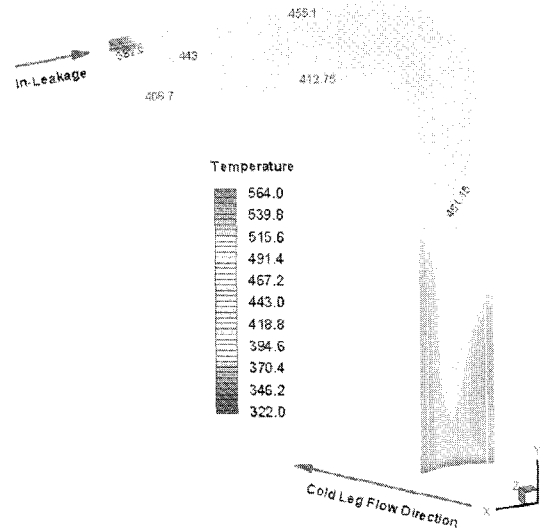 455.1
443
412.75
In-Leakage
406.7
Temperature
564.0
539.8
515.6
491.4
467.2
443.0
418.8
394.6
370.4
346.2
322.0
Cold Leg Flow Direction
X
Y
Z